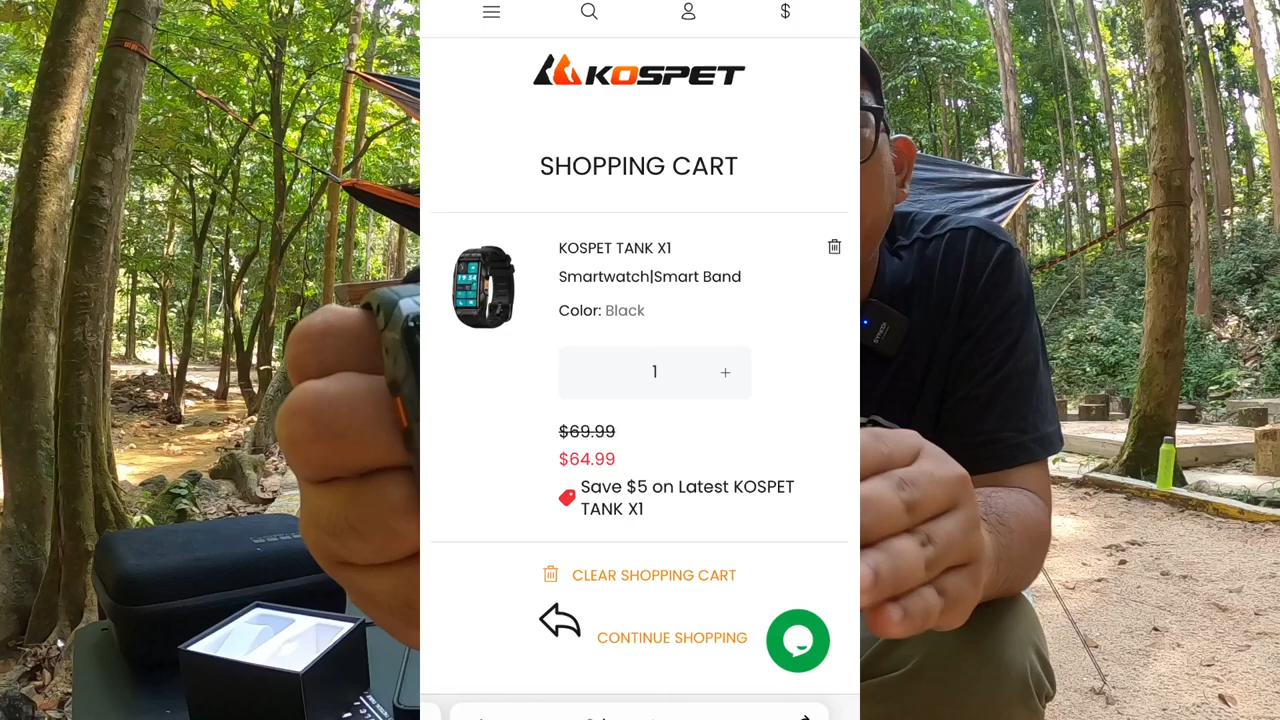 $
KOSPET
SHOPPING CART
KOSPET TANK X1
Smartwatch|Smart Band
Color: Black
1 +
$69.99
$64.99
Save $5 on Latest KOSPET
TANK X1
CLEAR SHOPPING CART
CONTINUE SHOPPING